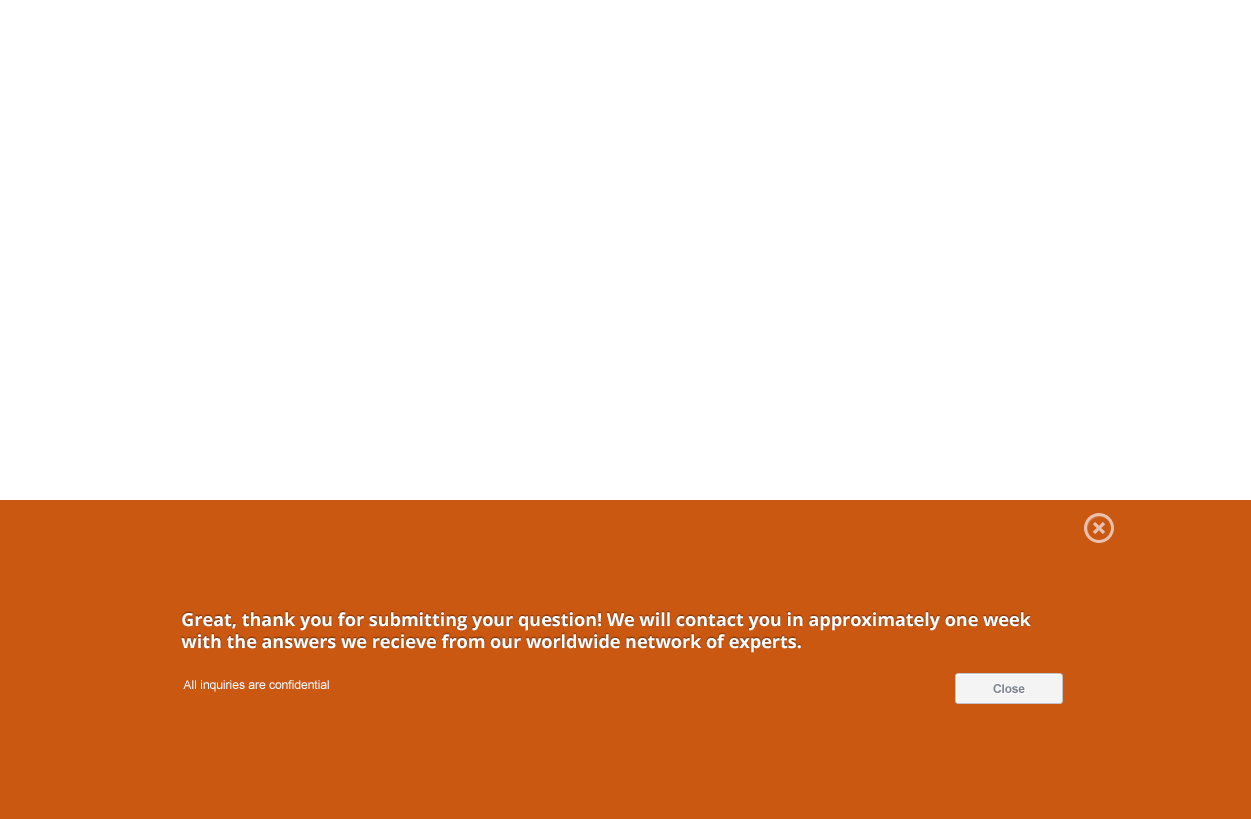 Great, thank you for submitting your question! We will contact you in approximately one week
with the answers we recieve from our worldwide network of experts.
All inquiries are confidential
Close